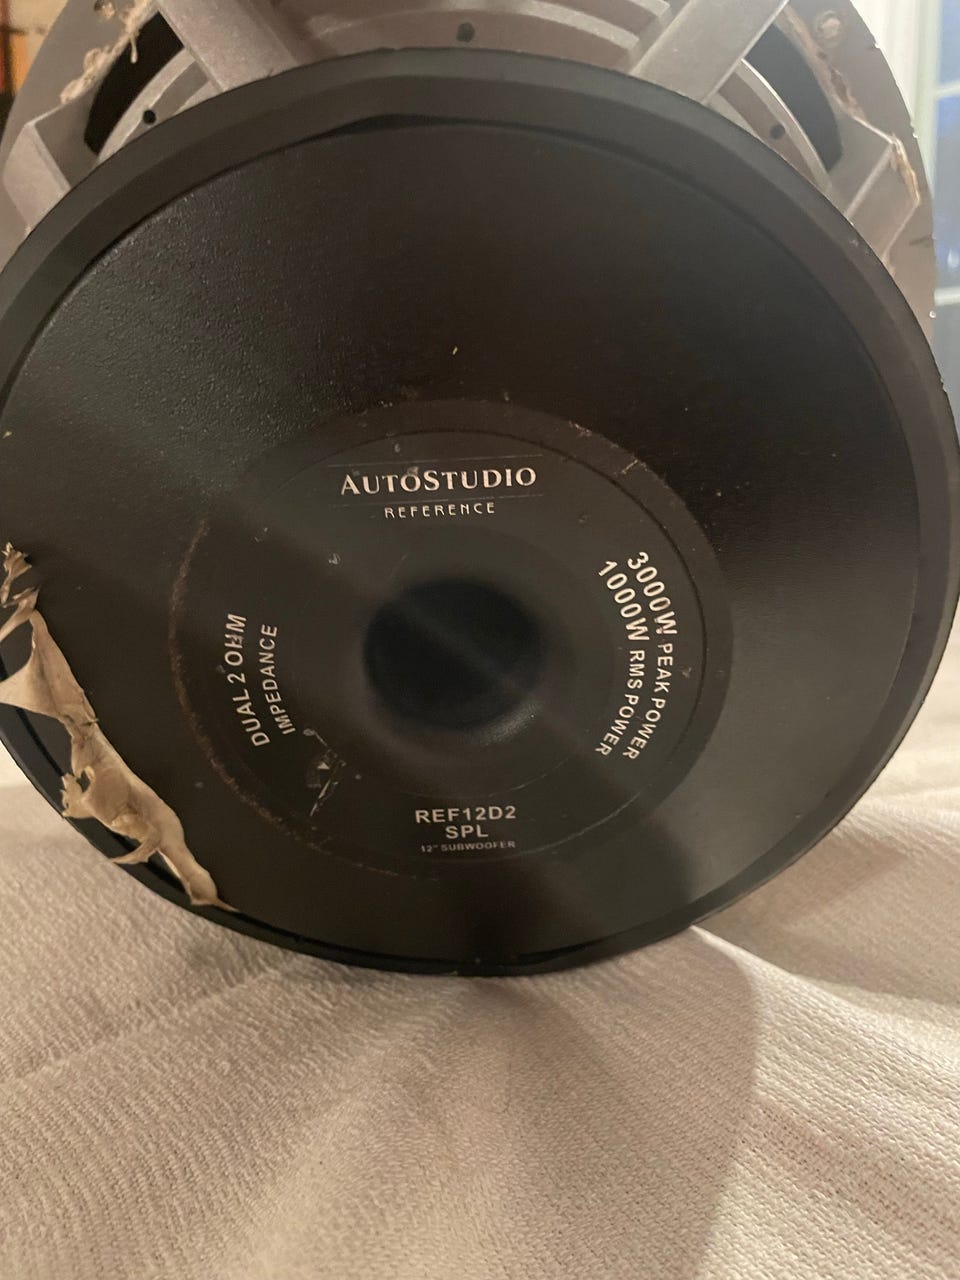 AUTOSTUDIO
REFERENCE
DUAL 2 OHM
IMPEDANCE
3000W PEAK POWER
1000W RMS POWER
REF12D2
SPL
12" SUBWOOFER